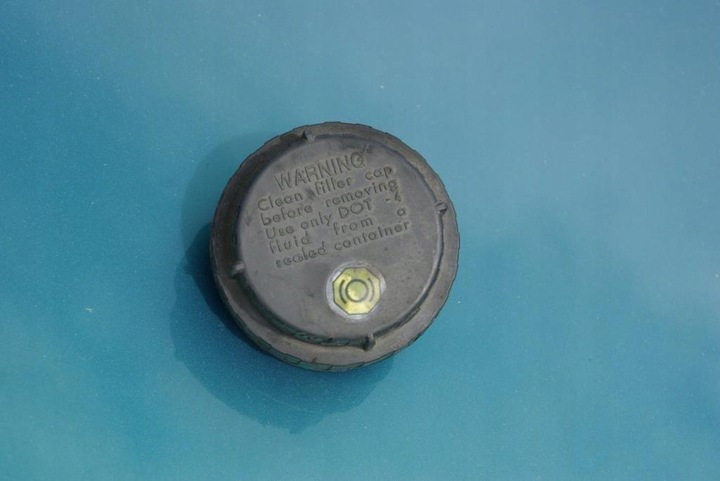 WARNING
Clean filler cap
before removing
Use only DOT -4
fluid from a
sealed container